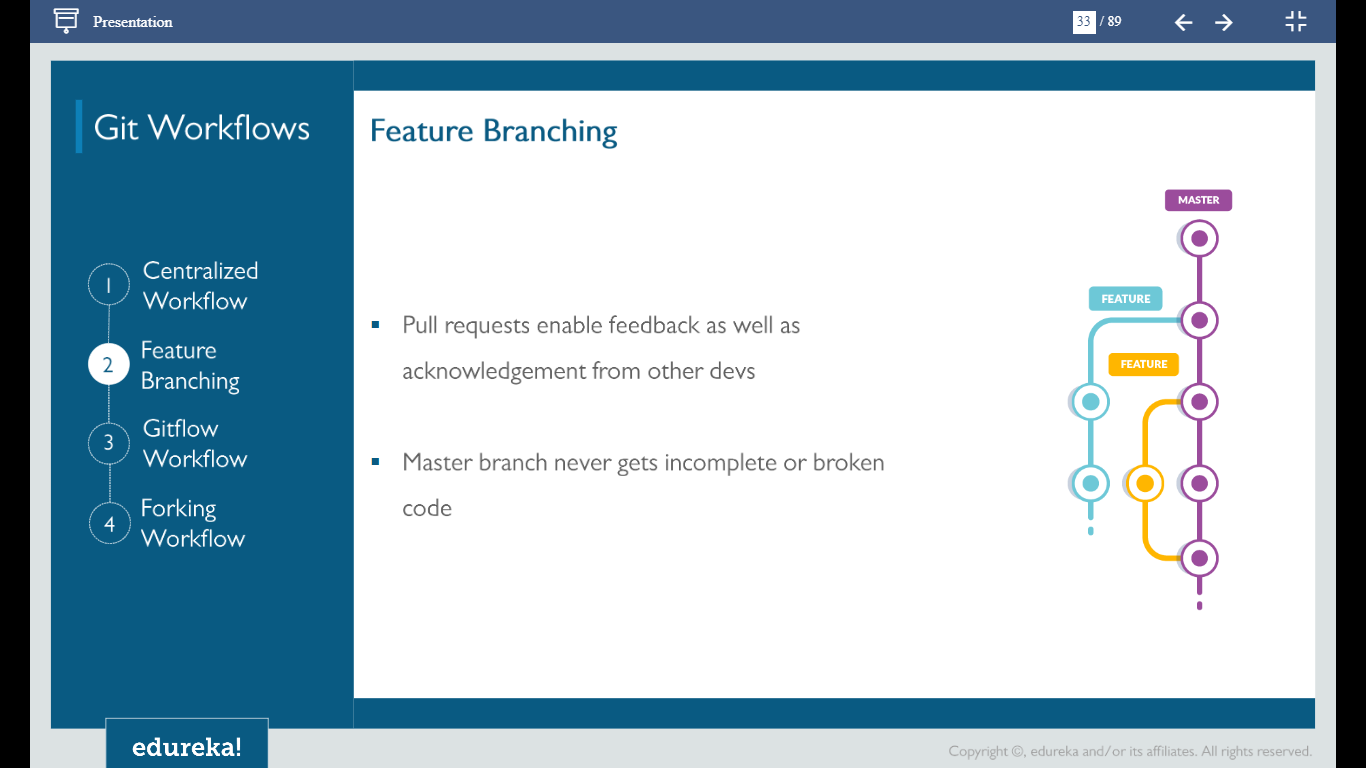 Presentation
33 / 89
Git Workflows
1
Centralized
Workflow
2
Feature
Branching
3
Gitflow
Workflow
4
Forking
Workflow
Feature Branching
Pull requests enable feedback as well as
acknowledgement from other devs
Master branch never gets incomplete or broken
code
MASTER
FEATURE
FEATURE
edureka!
Copyright ©, edureka and/or its affiliates. All rights reserved.